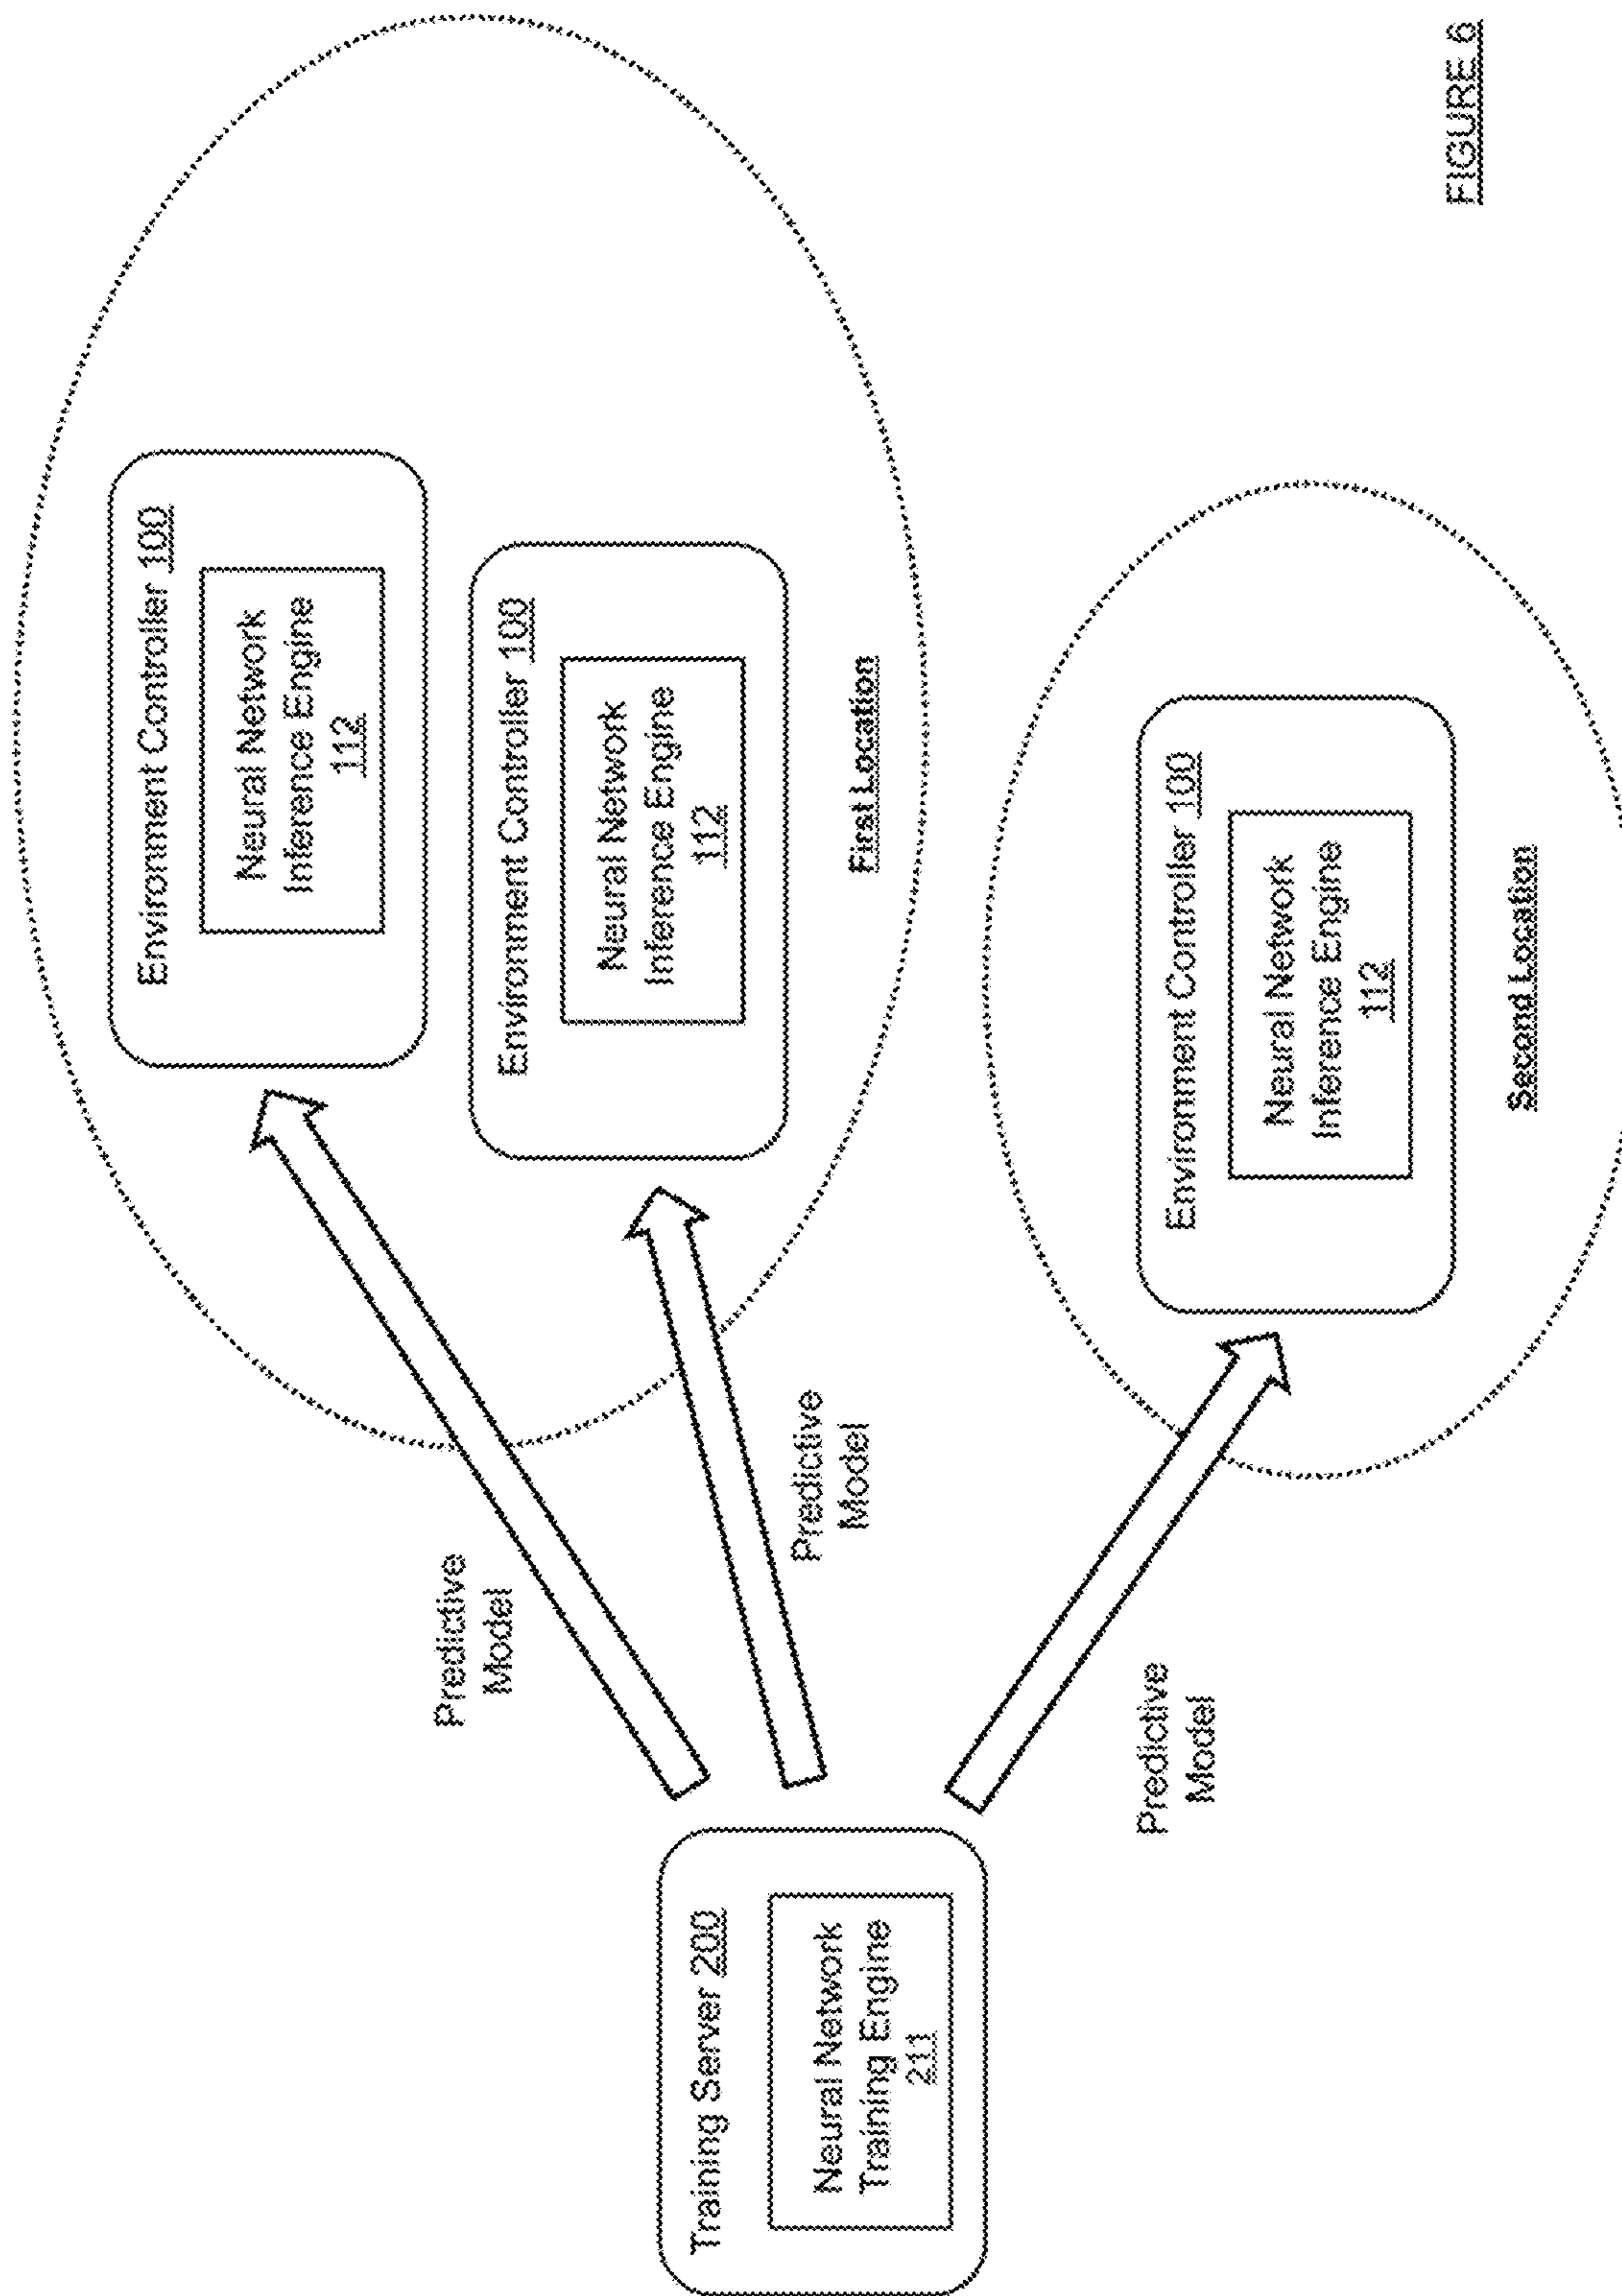 Training Server 200
Neural Network
Training Engine
211
Predictive
Model
Predictive
Model
Predictive
Model
Environment Controller 100
Neural Network
Inference Engine
112
Environment Controller 100
Neural Network
Inference Engine
112
First Location
Environment Controller 100
Neural Network
Inference Engine
112
Second Location
FIGURE 6